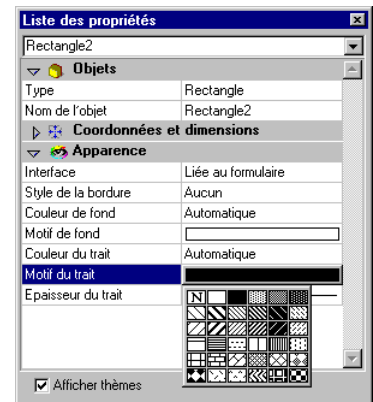 Liste des propriétés
Rectangle2
Objets
Type Rectangle
Nom de l'objet Rectangle2
Coordonnées et dimensions
Apparence
Interface Liée au formulaire
Style de la bordure Aucun
Couleur de fond Automatique
Motif de fond
Couleur du trait Automatique
Motif du trait
Epaisseur du trait
N
Afficher thèmes